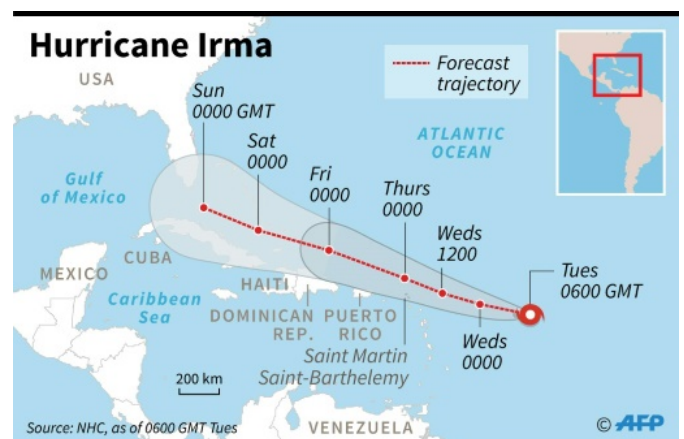 Hurricane Irma
USA
Forecast
trajectory
Sun
0000 GMT
Sat
0000
ATLANTIC
OCEAN
Gulf
of Mexico
Fri
0000
Thurs
0000
Weds
1200
Tues
0600 GMT
CUBA
MEXICO
HAITI
Caribbean
Sea
DOMINICAN
REP.
PUERTO
RICO
Weds
0000
Saint Martin
Saint-Barthelemy
200 km
Source: NHC, as of 0600 GMT Tues
VENEZUELA
© AFP